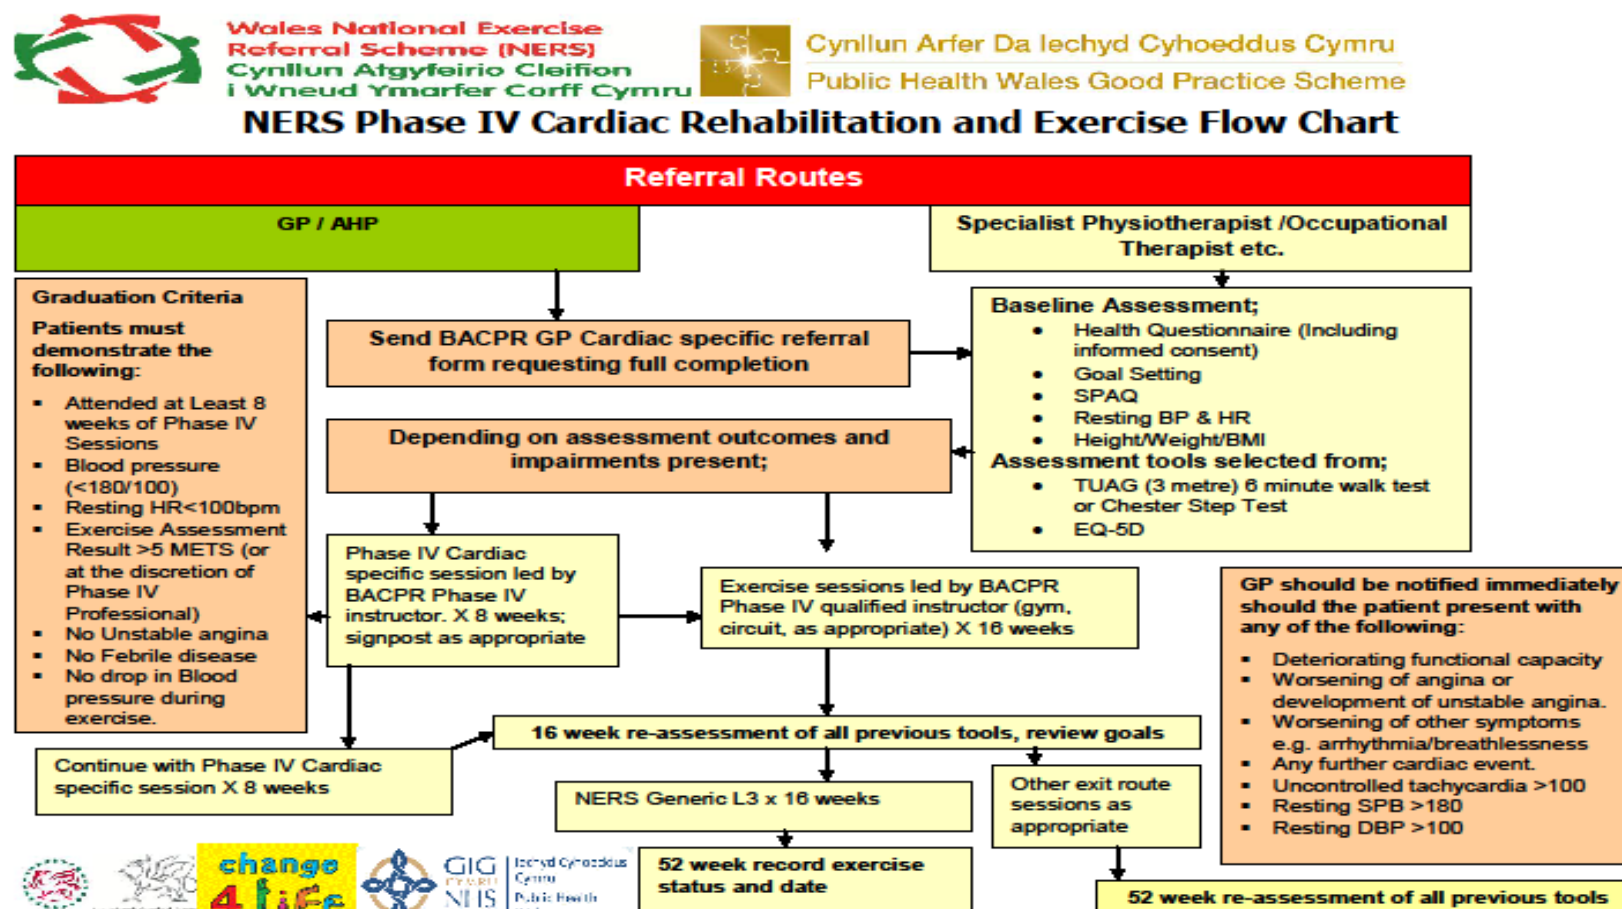 Wales National Exercise
Referral Scheme (NERS)
Cynllun Atgyfeirio Cleifion
i Wneud Ymarfer Corff Cymru
Cynllun Arfer Da Iechyd Cyhoeddus Cymru
Public Health Wales Good Practice Scheme
NERS Phase IV Cardiac Rehabilitation and Exercise Flow Chart
Referral Routes
GP / AHP
Specialist Physiotherapist /Occupational
Therapist etc.
Graduation Criteria
Patients must
demonstrate the
following:
Attended at Least 8
weeks of Phase IV
Sessions
Blood pressure
(<180/100)
Resting HR<100bpm
Exercise Assessment
Result >5 METS (or
at the discretion of
Phase IV
Professional)
No Unstable angina
No Febrile disease
No drop in Blood
pressure during
exercise.
Send BACPR GP Cardiac specific referral
form requesting full completion
Baseline Assessment;
Health Questionnaire (Including
informed consent)
Goal Setting
SPAQ
Resting BP & HR
Height/Weight/BMI
Assessment tools selected from;
TUAG (3 metre) 6 minute walk test
or Chester Step Test
EQ-5D
Depending on assessment outcomes and
impairments present;
Phase IV Cardiac
specific session led by
BACPR Phase IV
instructor. X 8 weeks;
signpost as appropriate
Exercise sessions led by BACPR
Phase IV qualified instructor (gym,
circuit, as appropriate) X 16 weeks
GP should be notified immediately
should the patient present with
any of the following:
Deteriorating functional capacity
Worsening of angina or
development of unstable angina.
Worsening of other symptoms
e.g. arrhythmia/breathlessness
Any further cardiac event.
Uncontrolled tachycardia >100
Resting SPB >180
Resting DBP >100
16 week re-assessment of all previous tools, review goals
Continue with Phase IV Cardiac
specific session X 8 weeks
NERS Generic L3 x 16 weeks
Other exit route
sessions as
appropriate
52 week record exercise
status and date
52 week re-assessment of all previous tools
change
4 Life
GIG
CYMRU
NHS
Iechyd Cyhoeddus
Cymru
Public Health